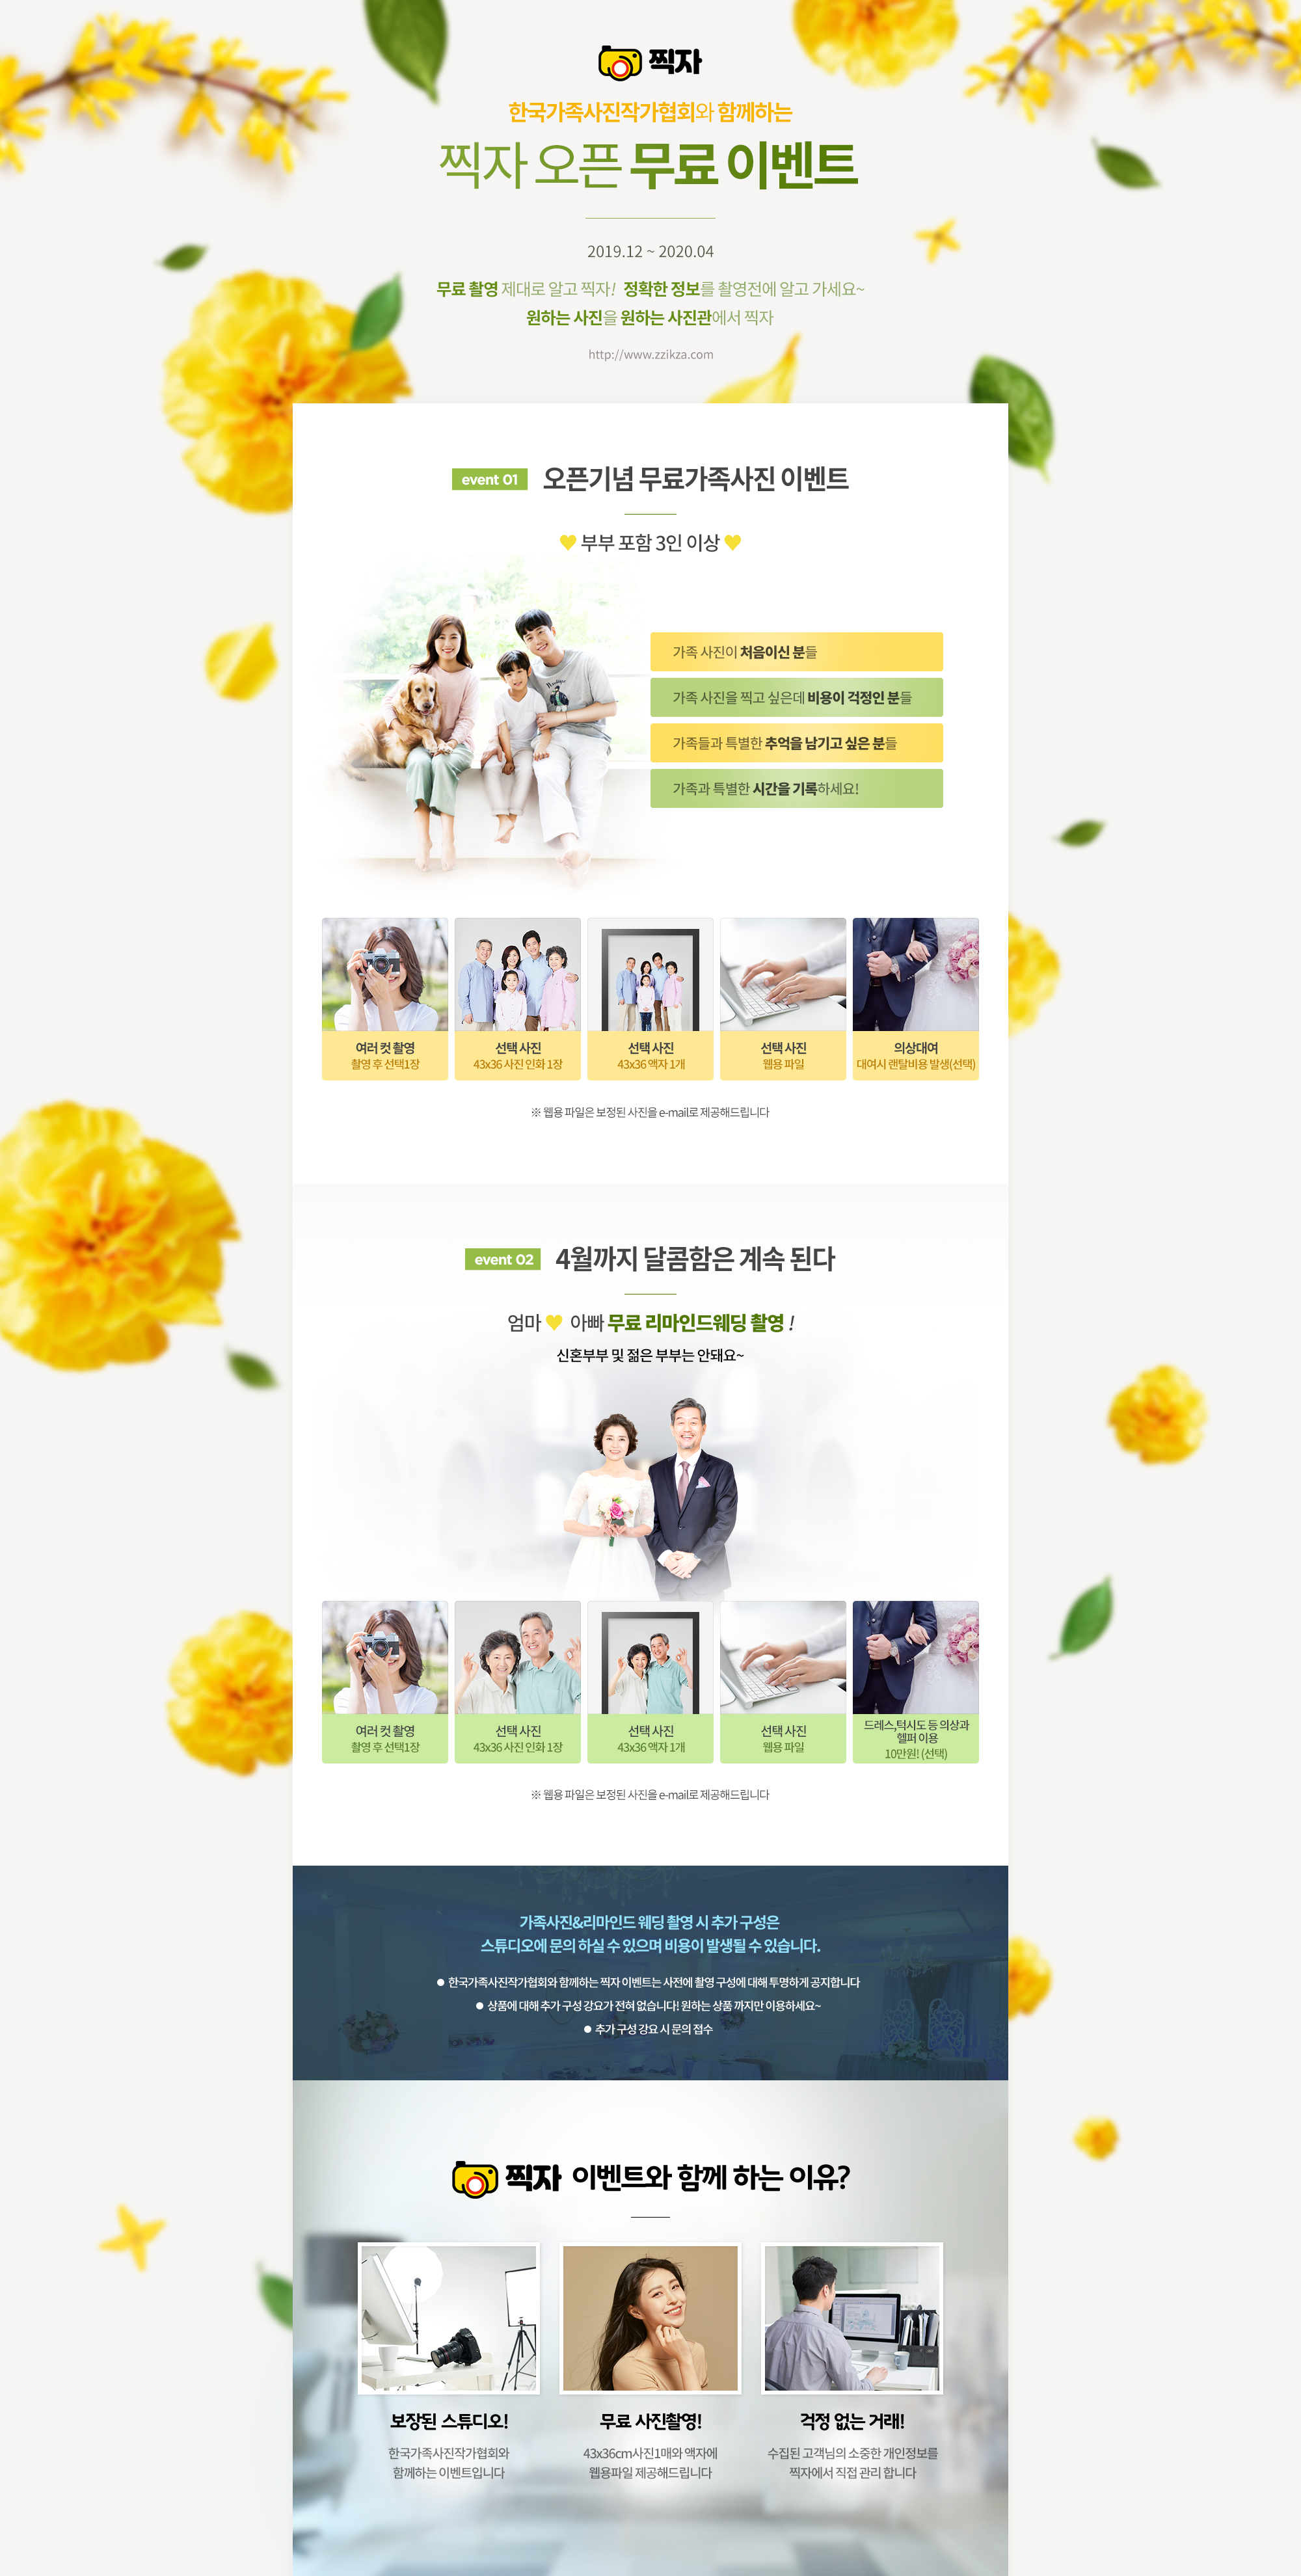 찍자
한국가족사진작가협회와 함께하는
찍자 오픈 무료 이벤트
2019.12 ~ 2020.04
무료 촬영 제대로 알고 찍자! 정확한 정보를 촬영전에 알고 가세요~
원하는 사진을 원하는 사진관에서 찍자
http://www.zzikza.com
event 01 오픈기념 무료가족사진 이벤트
♥ 부부 포함 3인 이상 ♥
가족 사진이 처음이신 분들
가족 사진을 찍고 싶은데 비용이 걱정인 분들
가족들과 특별한 추억을 남기고 싶은 분들
가족과 특별한 시간을 기록하세요!
여러 컷 촬영
촬영 후 선택1장
선택 사진
43x36 사진 인화 1장
선택 사진
43x36 액자 1개
선택 사진
웹용 파일
의상대여
대여시 랜탈비용 발생(선택)
※ 웹용 파일은 보정된 사진을 e-mail로 제공해드립니다
event 02 4월까지 달콤함은 계속 된다
엄마 ♥ 아빠 무료 리마인드웨딩 촬영 !
신혼부부 및 젊은 부부는 안돼요~
여러 컷 촬영
촬영 후 선택1장
선택 사진
43x36 사진 인화 1장
선택 사진
43x36 액자 1개
선택 사진
웹용 파일
드레스,턱시도 등 의상과
헬퍼 이용
10만원! (선택)
※ 웹용 파일은 보정된 사진을 e-mail로 제공해드립니다
가족사진&리마인드 웨딩 촬영 시 추가 구성은
스튜디오에 문의 하실 수 있으며 비용이 발생될 수 있습니다.
● 한국가족사진작가협회와 함께하는 찍자 이벤트는 사전에 촬영 구성에 대해 투명하게 공지합니다
● 상품에 대해 추가 구성 강요가 전혀 없습니다! 원하는 상품 까지만 이용하세요~
● 추가 구성 강요 시 문의 접수
찍자 이벤트와 함께 하는 이유?
보장된 스튜디오!
한국가족사진작가협회와
함께하는 이벤트입니다
무료 사진촬영!
43x36cm사진1매와 액자에
웹용파일 제공해드립니다
걱정 없는 거래!
수집된 고객님의 소중한 개인정보를
찍자에서 직접 관리 합니다